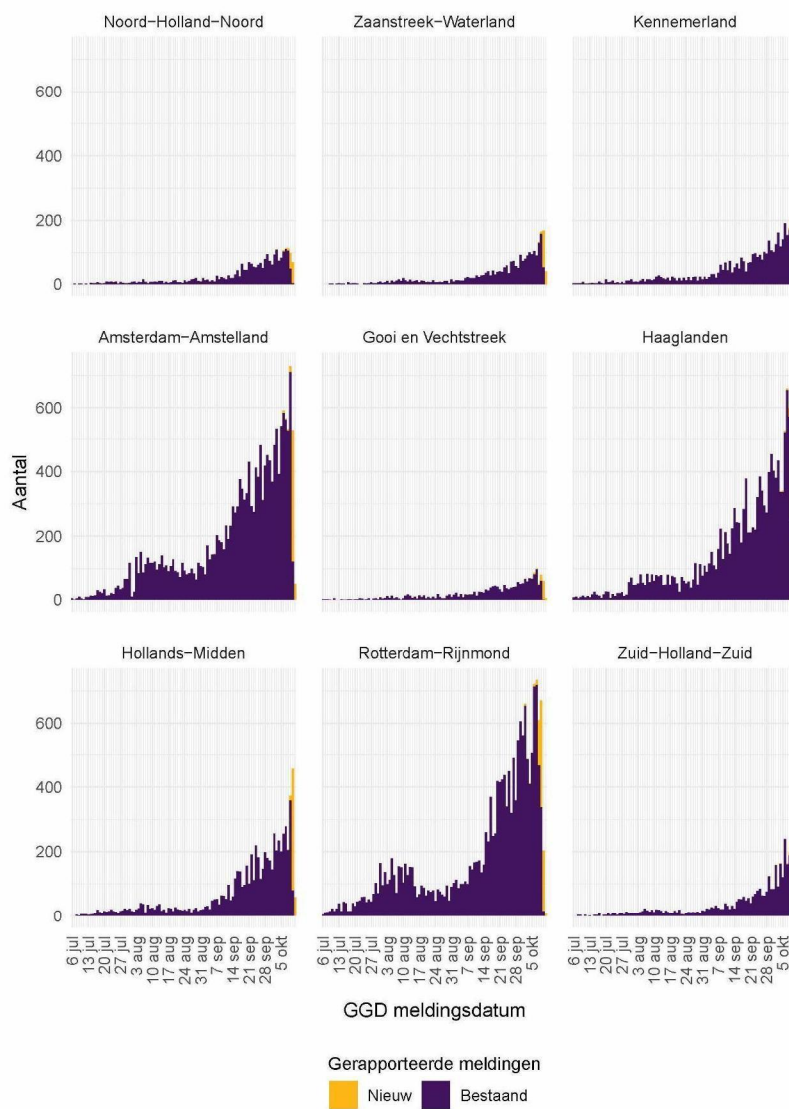 Noord−Holland−Noord
Zaanstreek−Waterland
Kennemerland
600
400
200
0
Amsterdam−Amstelland
Gooi en Vechtstreek
Haaglanden
600
400
200
0
Aantal
Hollands−Midden
Rotterdam−Rijnmond
Zuid−Holland−Zuid
600
400
200
0
6 jul
13 jul
20 jul
27 jul
3 aug
10 aug
17 aug
24 aug
31 aug
7 sep
14 sep
21 sep
28 sep
5 okt
6 jul
13 jul
20 jul
27 jul
3 aug
10 aug
17 aug
24 aug
31 aug
7 sep
14 sep
21 sep
28 sep
5 okt
6 jul
13 jul
20 jul
27 jul
3 aug
10 aug
17 aug
24 aug
31 aug
7 sep
14 sep
21 sep
28 sep
5 okt
GGD meldingsdatum
Gerapporteerde meldingen
Nieuw
Bestaand